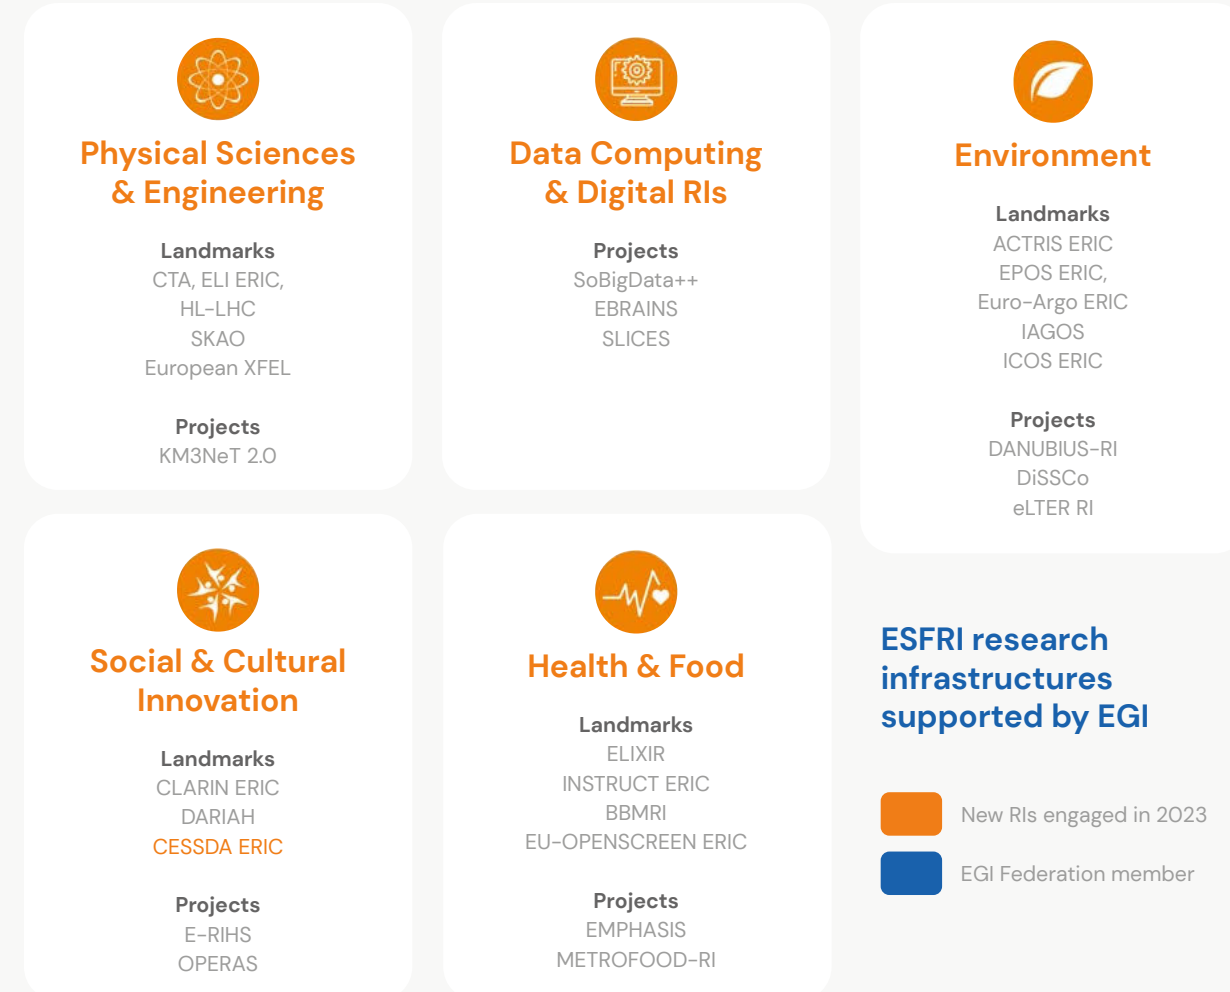 Physical Sciences
& Engineering
Landmarks
CTA, ELI ERIC,
HL-LHC
SKAO
European XFEL
Projects
KM3NeT 2.0
Data Computing
& Digital RIs
Projects
SoBigData++
EBRAINS
SLICES
Environment
Landmarks
ACTRIS ERIC
EPOS ERIC,
Euro-Argo ERIC
IAGOS
ICOS ERIC
Projects
DANUBIUS-RI
DiSSCo
eLTER RI
Social & Cultural
Innovation
Landmarks
CLARIN ERIC
DARIAH
CESSDA ERIC
Projects
E-RIHS
OPERAS
Health & Food
Landmarks
ELIXIR
INSTRUCT ERIC
BBMRI
EU-OPENSCREEN ERIC
Projects
EMPHASIS
METROFOOD-RI
ESFRI research
infrastructures
supported by EGI
New RIs engaged in 2023
EGI Federation member